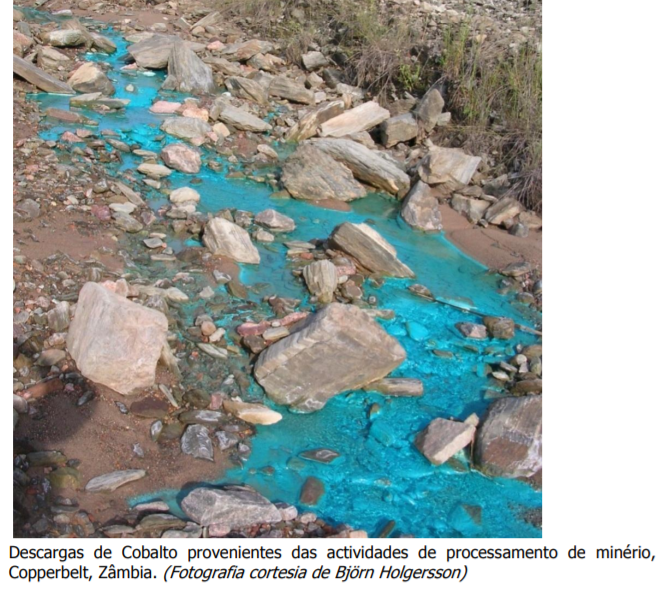 Descargas de Cobalto provenientes das actividades de processamento de minério,
Copperbelt, Zâmbia. (Fotografia cortesia de Björn Holgersson)